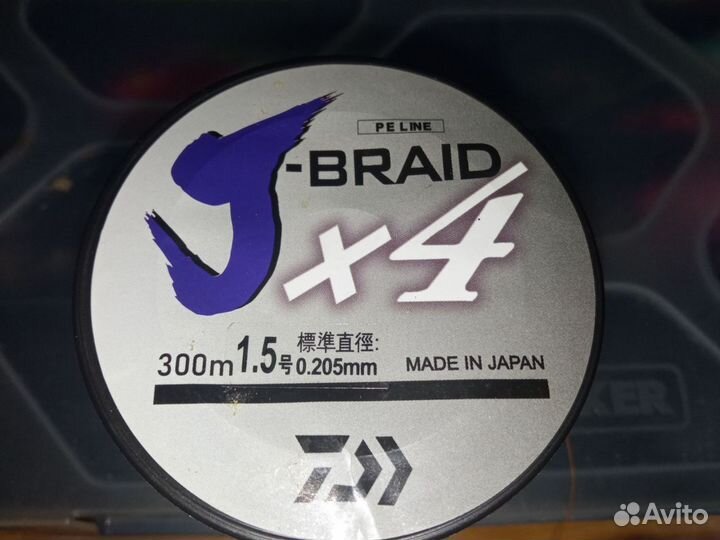 PE LINE
J-BRAID
x4
300m 1.5号 標準直徑: 0.205mm
MADE IN JAPAN
KER
Avito